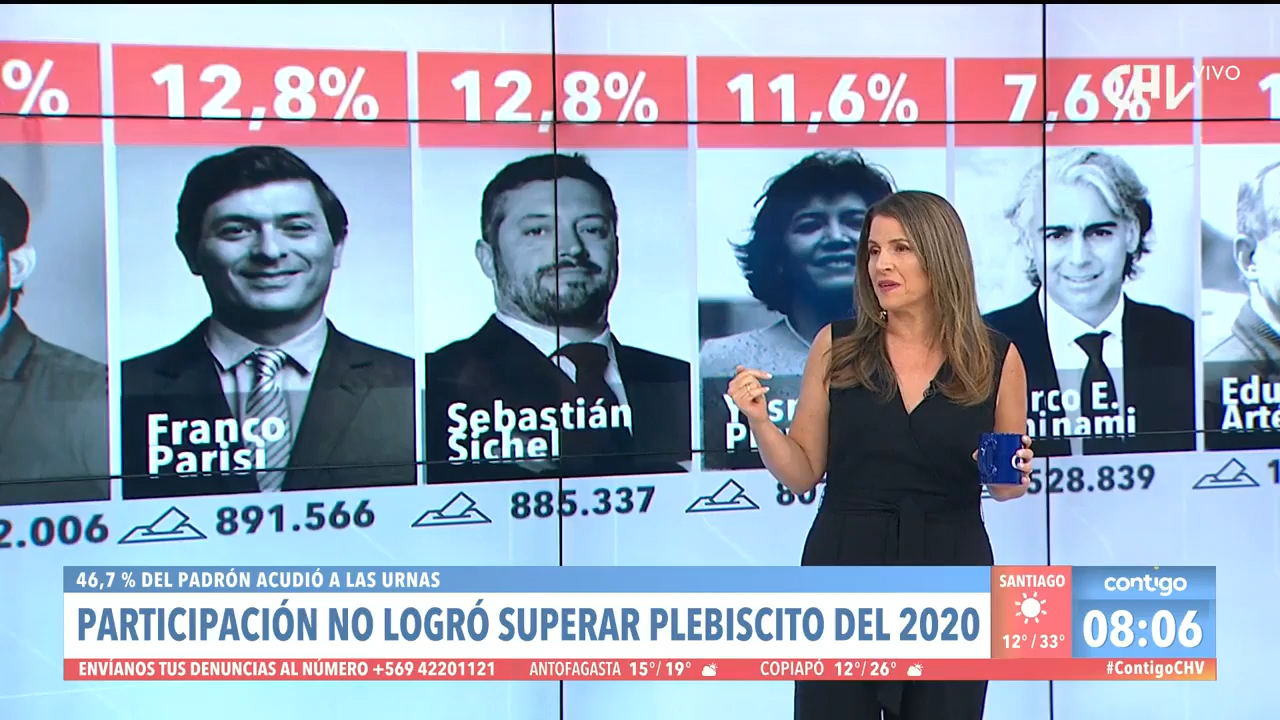 %
12,8%
12,8%
11,6%
7,6%
CHV VIVO
Franco
Parisi
Sebastián
Sichel
2.006
891.566
885.337
528.839
46,7 % DEL PADRÓN ACUDIÓ A LAS URNAS
PARTICIPACIÓN NO LOGRÓ SUPERAR PLEBISCITO DEL 2020
SANTIAGO
12°/33°
contigo
08:06
ENVÍANOS TUS DENUNCIAS AL NÚMERO +569 42201121 ANTOFAGASTA 15°/19° COPIAPÓ 12°/26°
#ContigoCHV